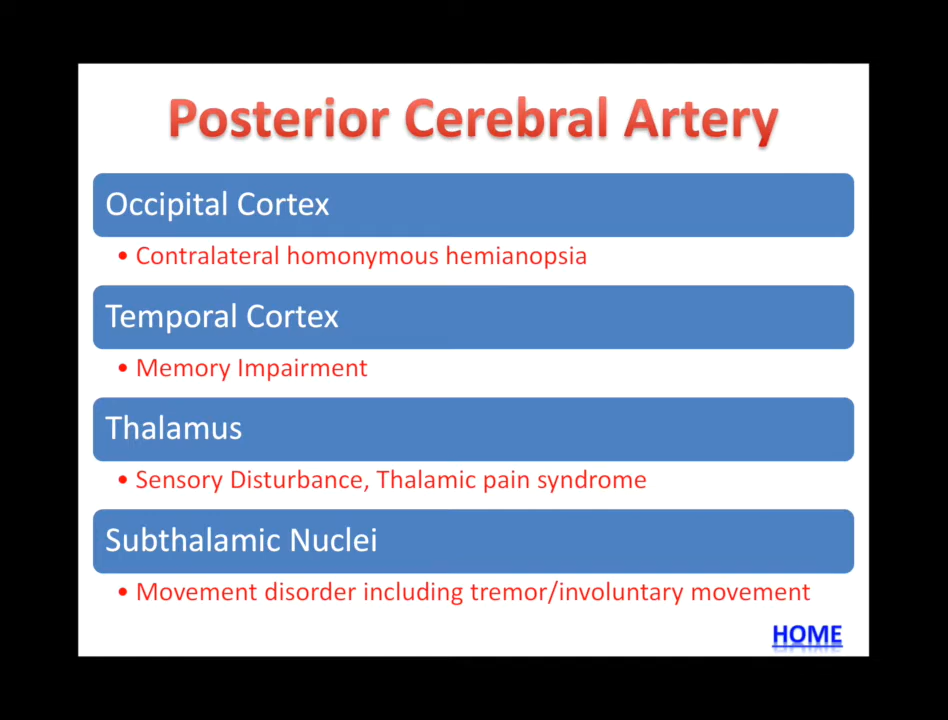 Posterior Cerebral Artery
Occipital Cortex
• Contralateral homonymous hemianopsia
Temporal Cortex
• Memory Impairment
Thalamus
• Sensory Disturbance, Thalamic pain syndrome
Subthalamic Nuclei
• Movement disorder including tremor/involuntary movement
HOME